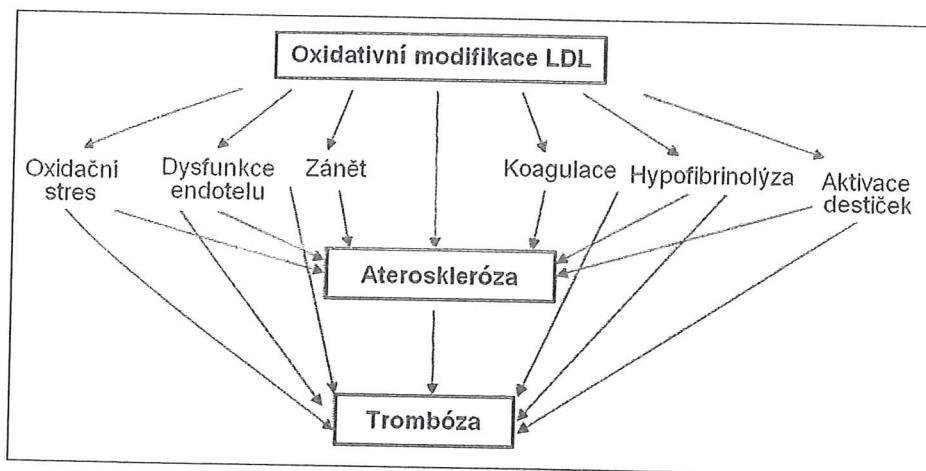 Oxidativní modifikace LDL
Oxidační
stres
Dysfunkce
endotelu
Zánět
Koagulace
Hypofibrinolýza
Aktivace
destiček
Ateroskleróza
Trombóza